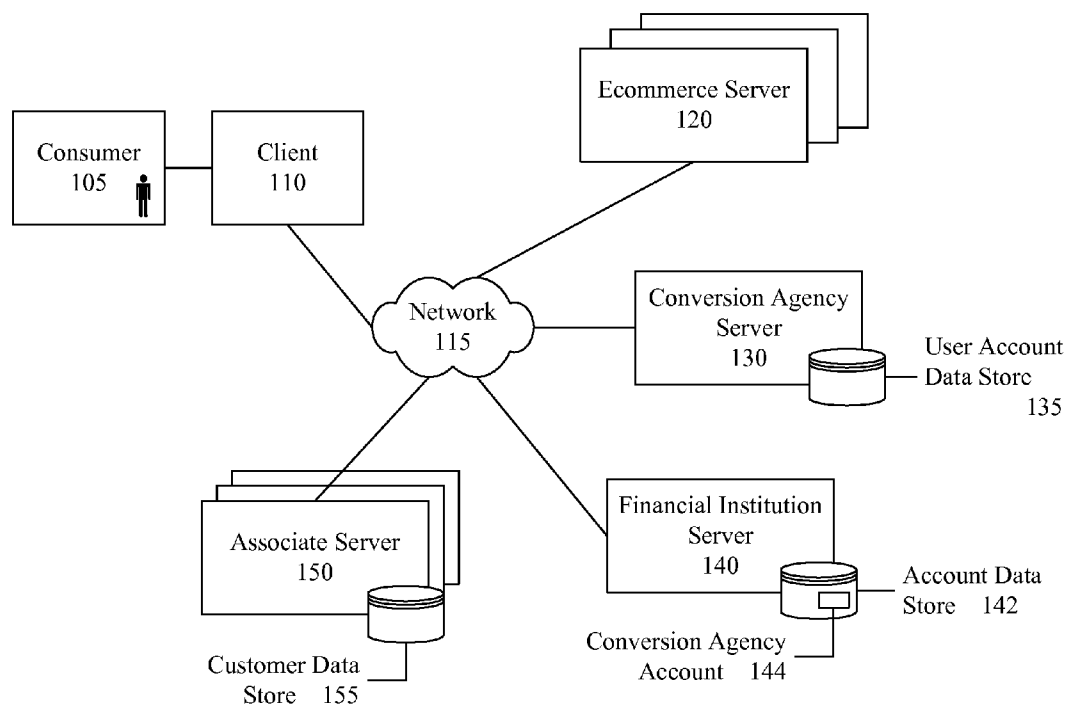 Ecommerce Server
120
Consumer
105
Client
110
Network
115
Conversion Agency
Server
130
User Account
Data Store
135
Associate Server
150
Customer Data
Store 155
Financial Institution
Server
140
Account Data
Store 142
Conversion Agency
Account 144